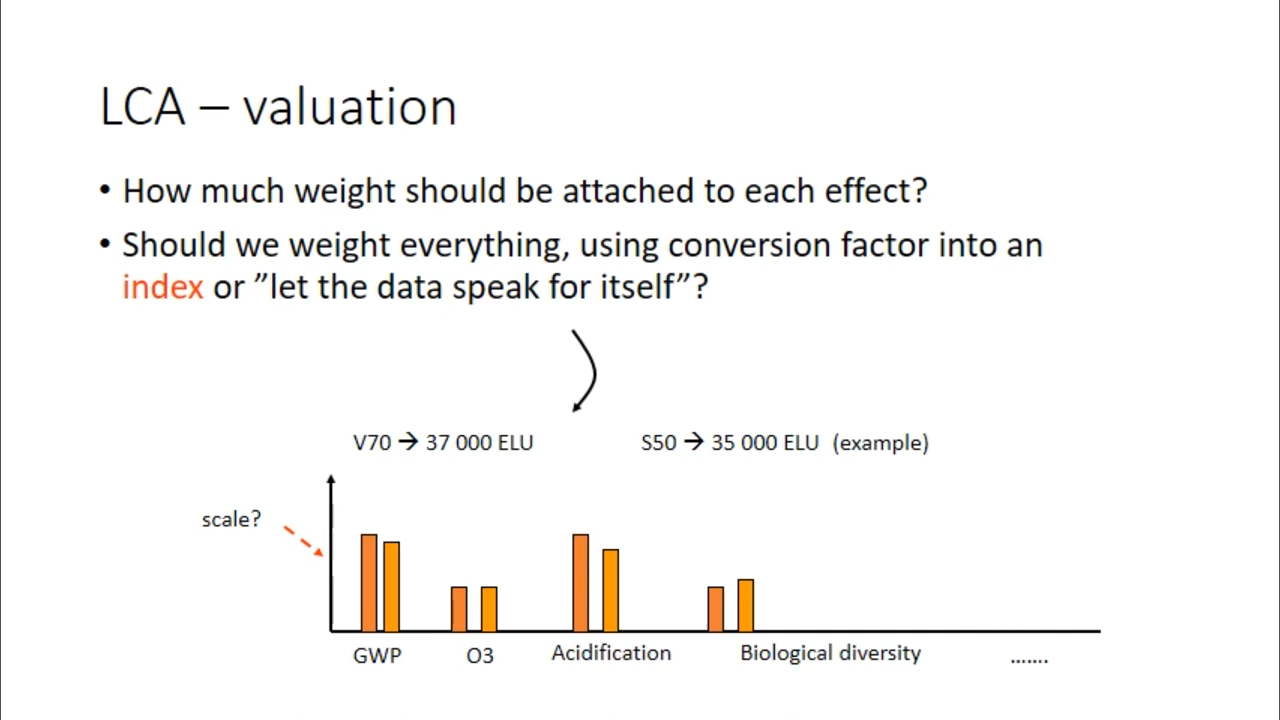 LCA – valuation
• How much weight should be attached to each effect?
• Should we weight everything, using conversion factor into an
index or ”let the data speak for itself”?
V70 → 37 000 ELU
S50 → 35 000 ELU (example)
scale?
GWP
O3
Acidification
Biological diversity
.......